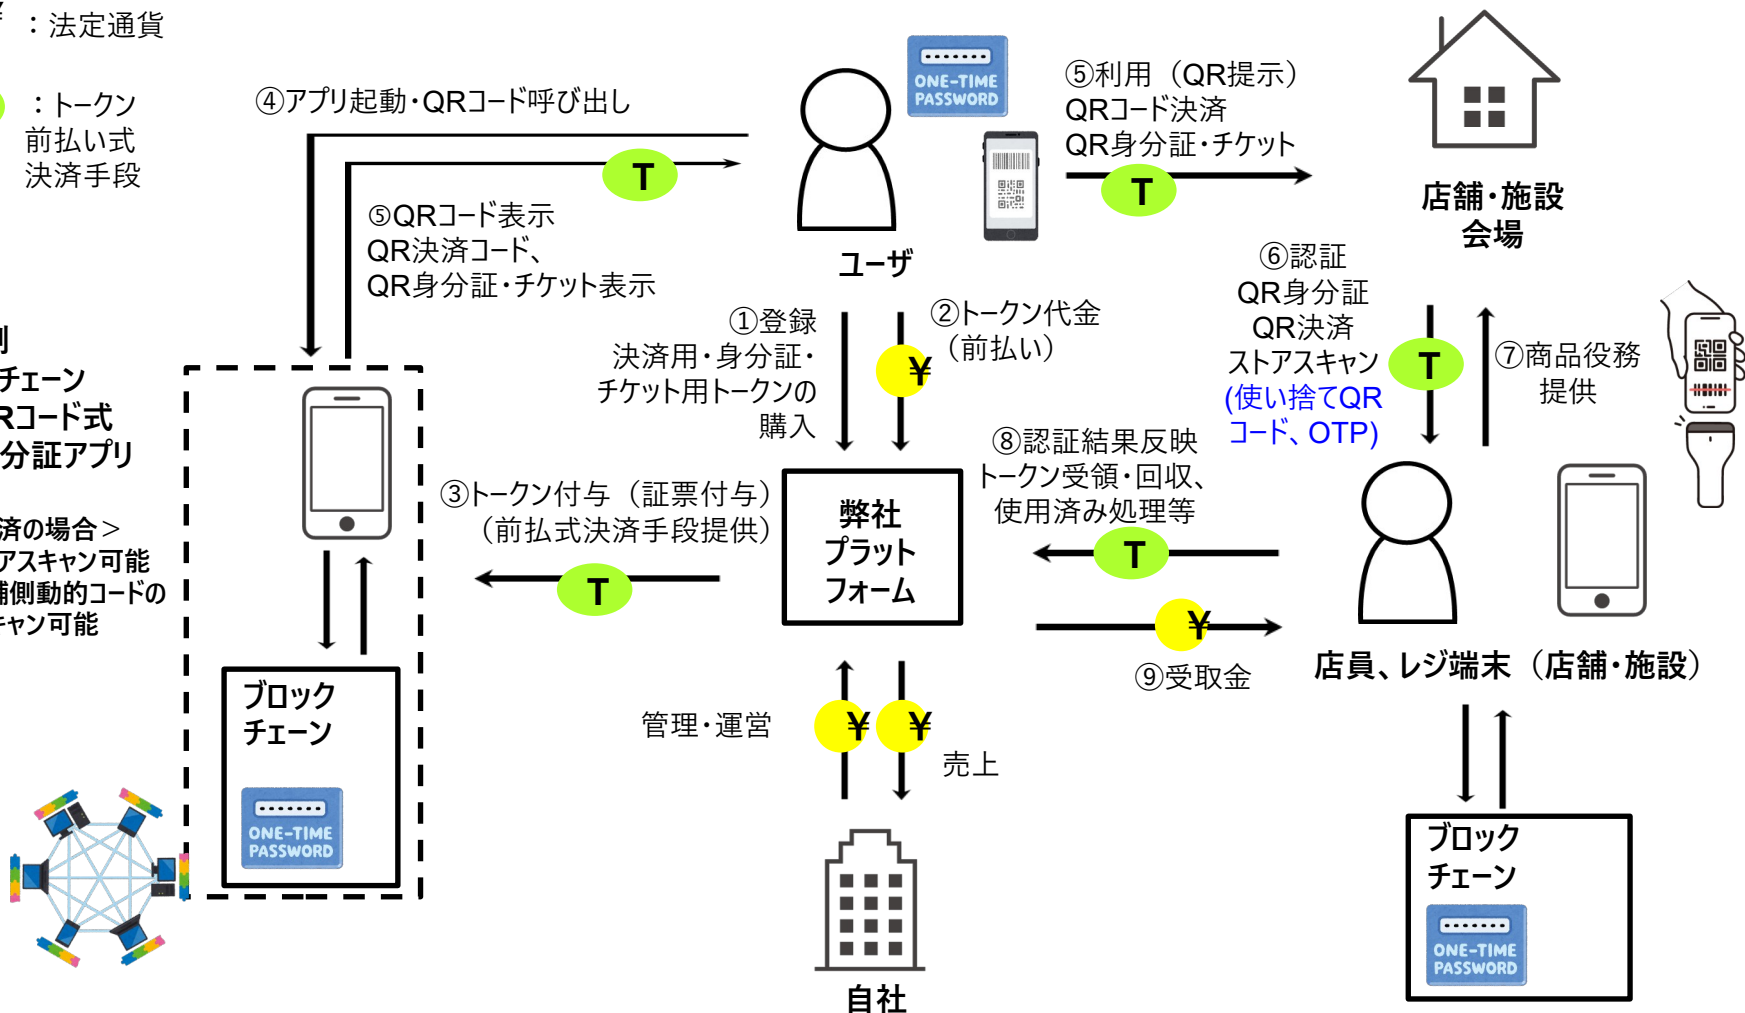 ：法定通貨
：トークン
前払い式
決済手段
④アプリ起動・QRコード呼び出し
T
⑤QRコード表示
QR決済コード、
QR身分証・チケット表示
ONE-TIME
PASSWORD
ユーザ
⑤利用（QR提示）
QRコード決済
QR身分証・チケット
T
店舗・施設
会場
①登録
決済用・身分証・
チケット用トークンの
購入
②トークン代金
（前払い）
¥
⑥認証
QR身分証
QR決済
ストアスキャン
(使い捨てQR
コード、OTP)
T
⑦商品役務
提供
チェーン
Rコード式
分証アプリ
済の場合＞
アスキャン可能
舗側動的コードの
キャン可能
③トークン付与（証票付与）
（前払式決済手段提供）
T
弊社
プラット
フォーム
⑧認証結果反映
トークン受領・回収、
使用済み処理等
T
¥
⑨受取金
店員、レジ端末（店舗・施設）
ブロック
チェーン
ONE-TIME
PASSWORD
管理・運営
¥
¥
売上
自社
ブロック
チェーン
ONE-TIME
PASSWORD